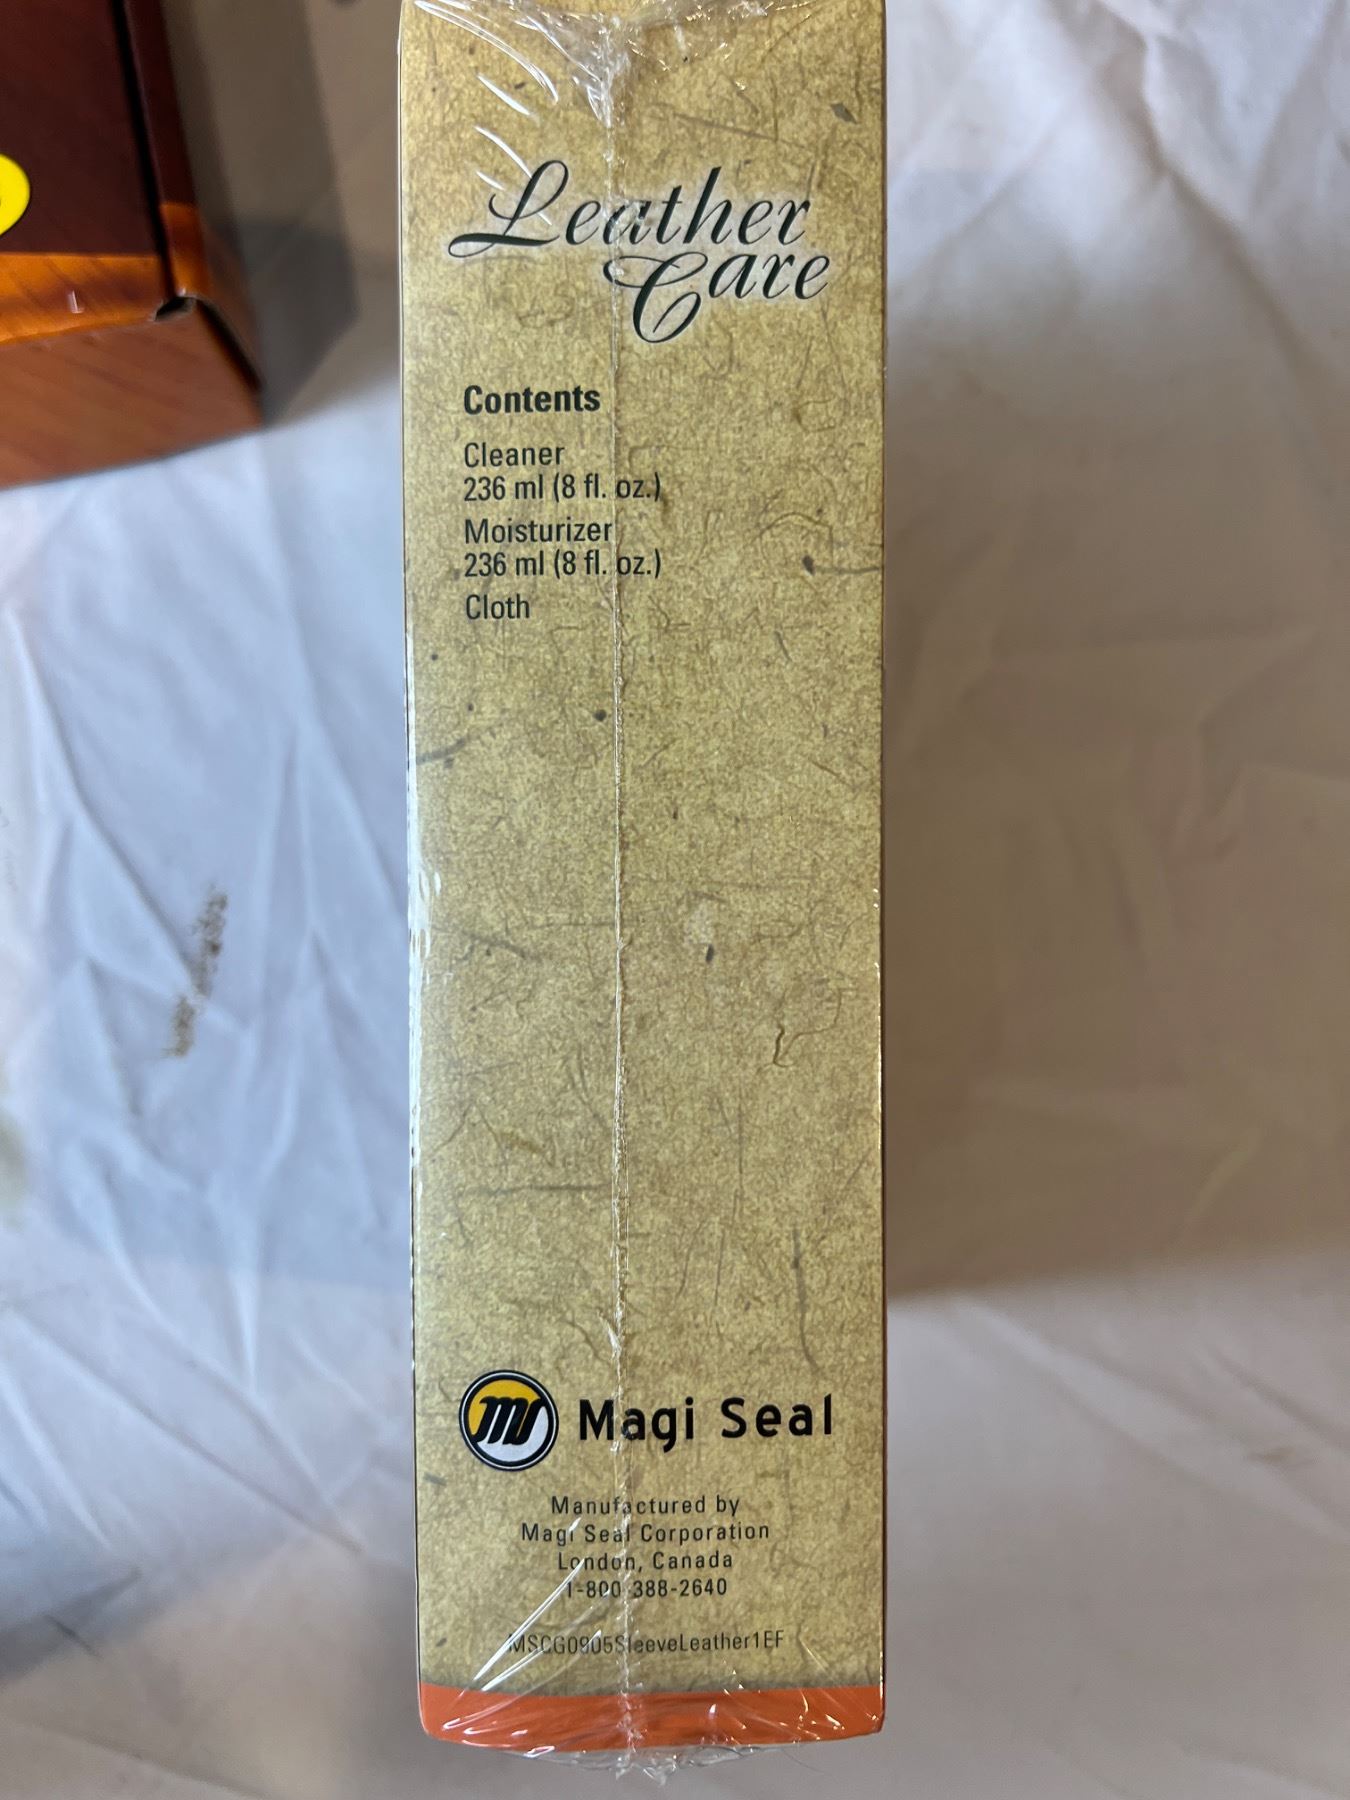 Leather
Care
Contents
Cleaner
236 ml (8 fl. oz.)
Moisturizer
236 ml (8 fl. oz.)
Cloth
Magi Seal
Manufactured by
Magi Seal Corporation
London, Canada
1-800-388-2640
MSCG0905SleeveLeather1EF